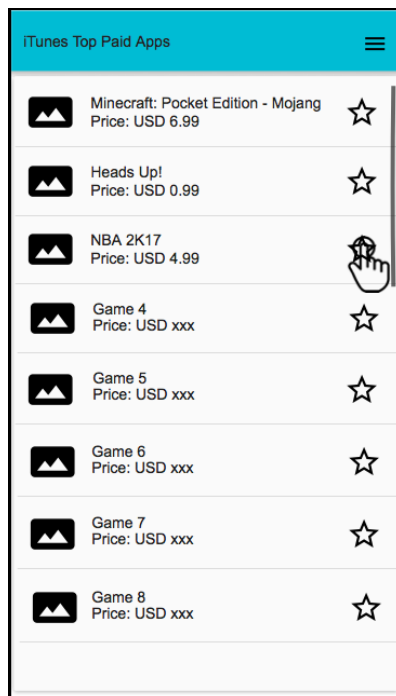 iTunes Top Paid Apps
Minecraft: Pocket Edition - Mojang
Price: USD 6.99
Heads Up!
Price: USD 0.99
NBA 2K17
Price: USD 4.99
Game 4
Price: USD xxx
Game 5
Price: USD xxx
Game 6
Price: USD xxx
Game 7
Price: USD xxx
Game 8
Price: USD xxx